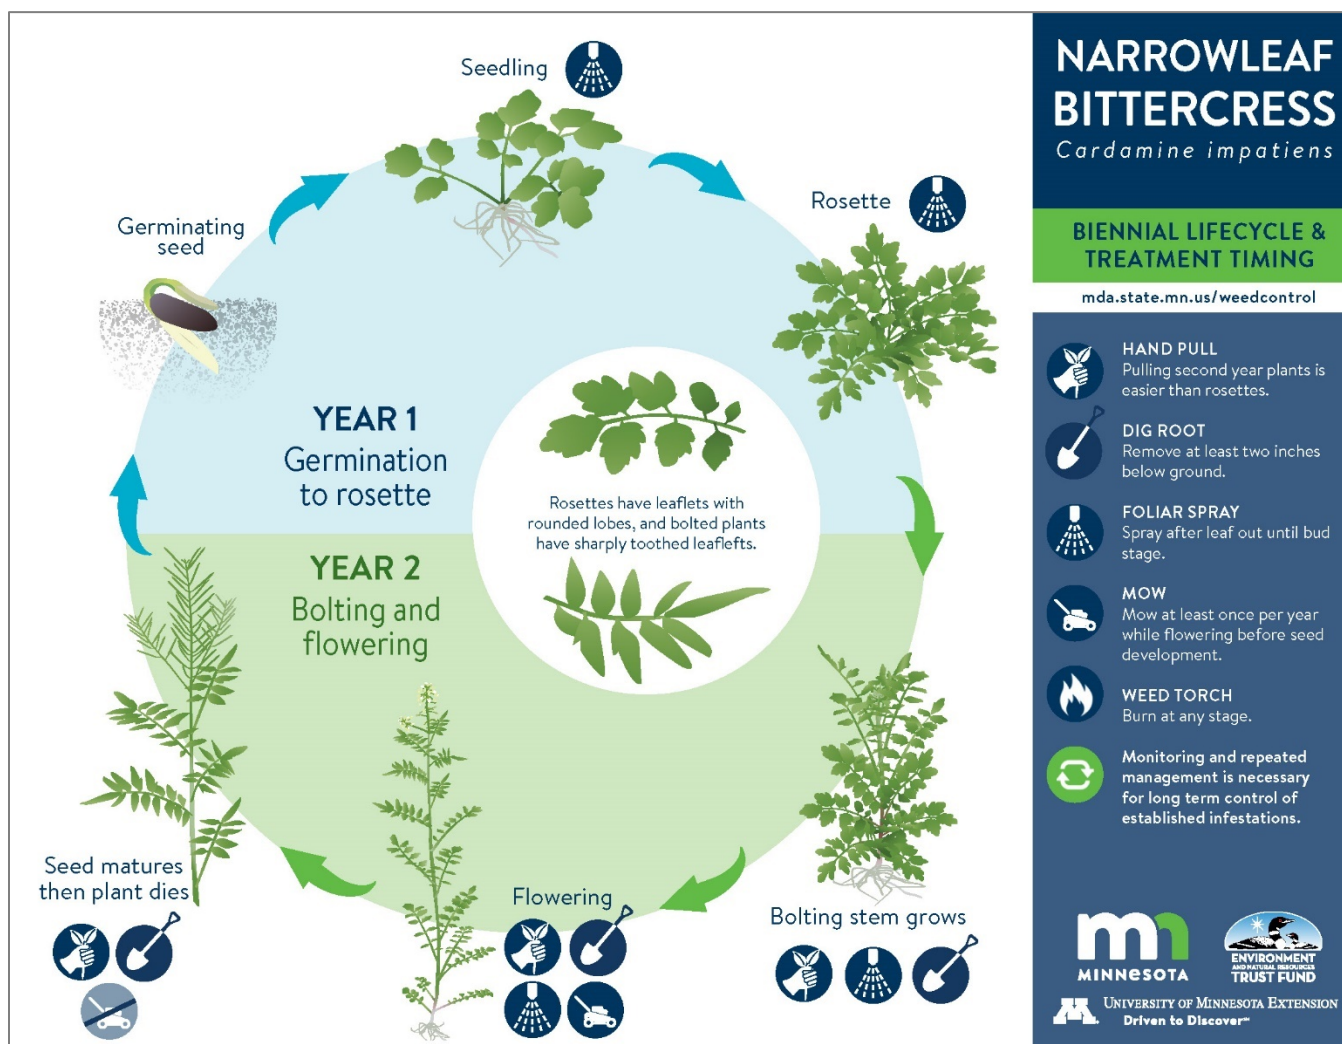 Seedling
Rosette
Germinating
seed
YEAR 1
Germination
to rosette
Rosettes have leaflets with
rounded lobes, and bolted plants
have sharply toothed leaflefts.
YEAR 2
Bolting and
flowering
Seed matures
then plant dies
Flowering
Bolting stem grows
NARROWLEAF
BITTERCRESS
Cardamine impatiens
BIENNIAL LIFECYCLE &
TREATMENT TIMING
mda.state.mn.us/weedcontrol
HAND PULL
Pulling second year plants is
easier than rosettes.
DIG ROOT
Remove at least two inches
below ground.
FOLIAR SPRAY
Spray after leaf out until bud
stage.
MOW
Mow at least once per year
while flowering before seed
development.
WEED TORCH
Burn at any stage.
Monitoring and repeated
management is necessary
for long term control of
established infestations.
mn
MINNESOTA
ENVIRONMENT
AND NATURAL RESOURCES
TRUST FUND
M
UNIVERSITY OF MINNESOTA EXTENSION
Driven to Discover℠